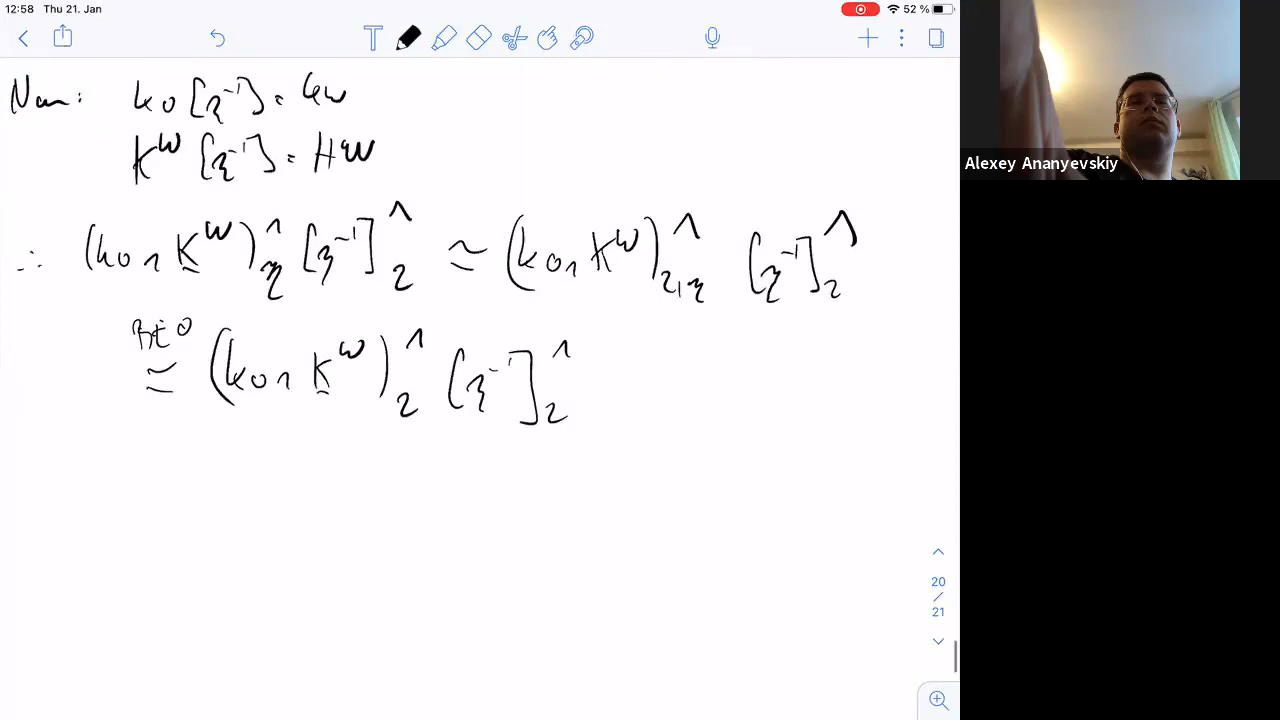 12:58 Thu 21. Jan
52 %
Now: ko[η⁻¹] = kw
K^W[η⁻¹] = HW
∴ (ko ∧ K^W)^∧_η [η⁻¹]^∧_2 ≃ (ko ∧ K^W)^∧_{2,η} [η⁻¹]^∧_2
≃ (ko ∧ K^W)^∧_2 [η⁻¹]^∧_2
Alexey Ananyevskiy
20
/
21